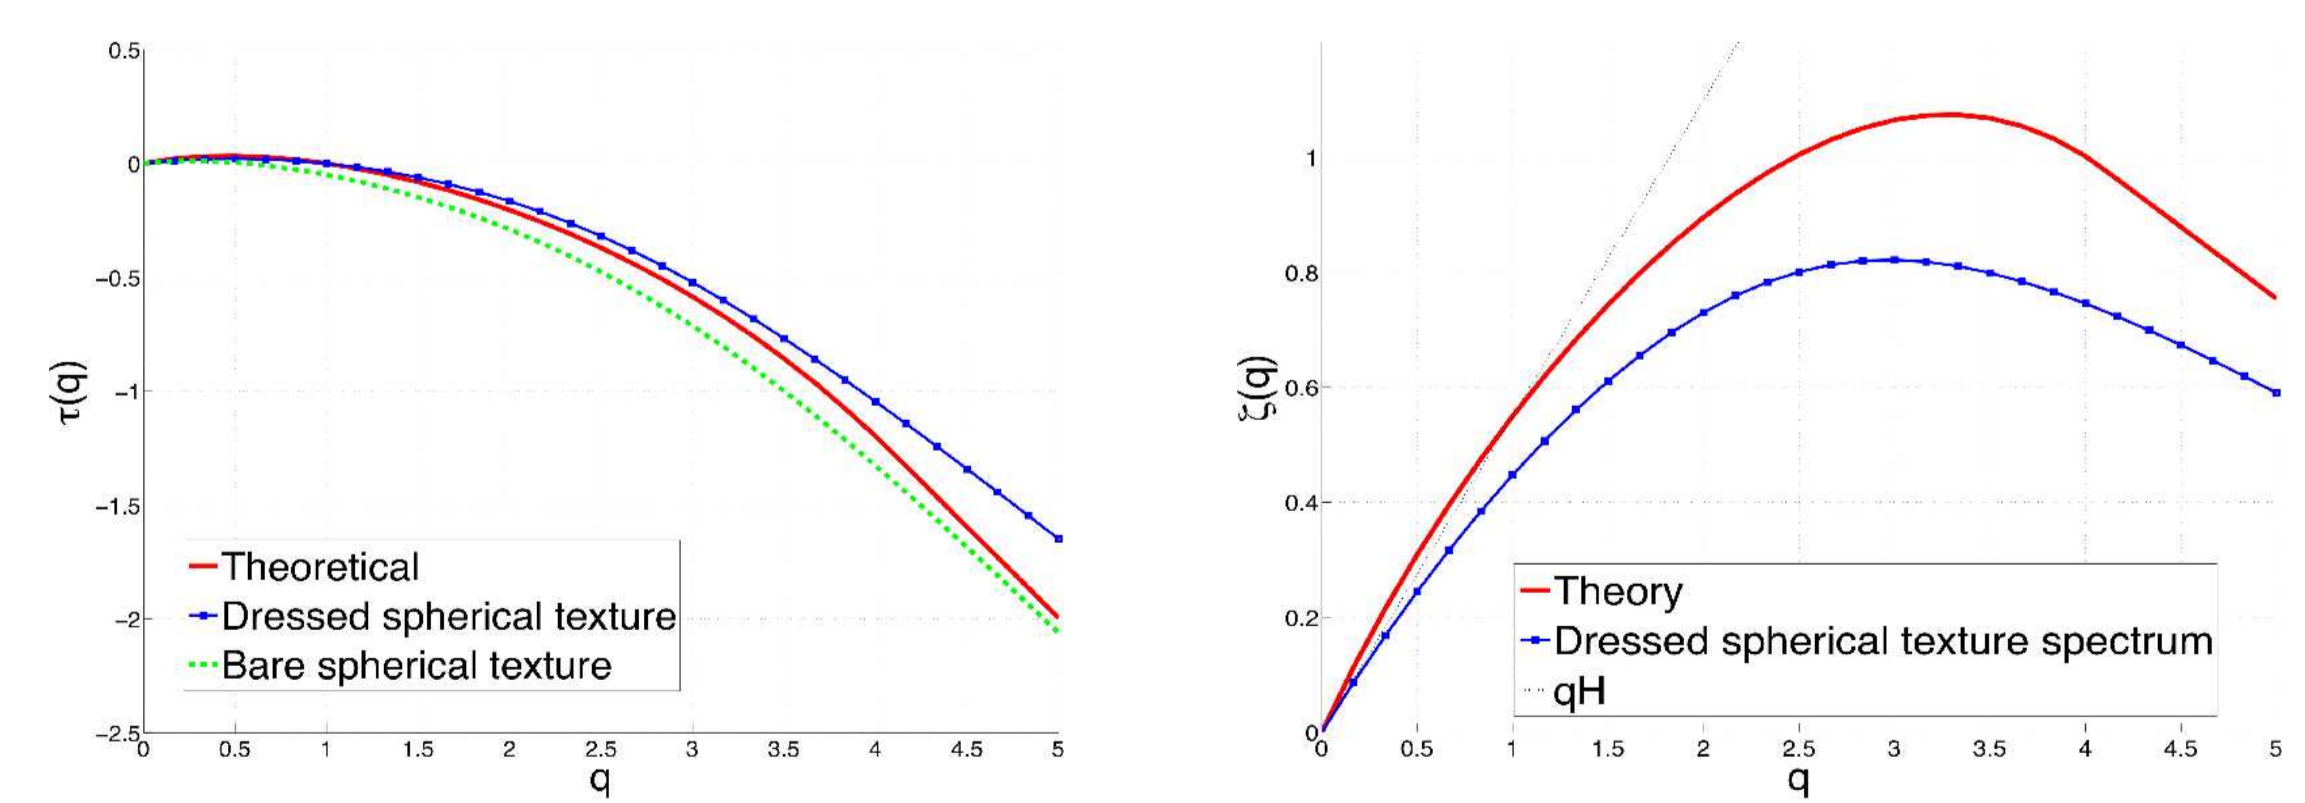 0.5
0
−0.5
−1
−1.5
−2
−2.5
τ(q)
Theoretical
Dressed spherical texture
Bare spherical texture
0 0.5 1 1.5 2 2.5 3 3.5 4 4.5 5
q
1
0.8
0.6
0.4
0.2
0
ζ(q)
Theory
Dressed spherical texture spectrum
qH
0 0.5 1 1.5 2 2.5 3 3.5 4 4.5 5
q